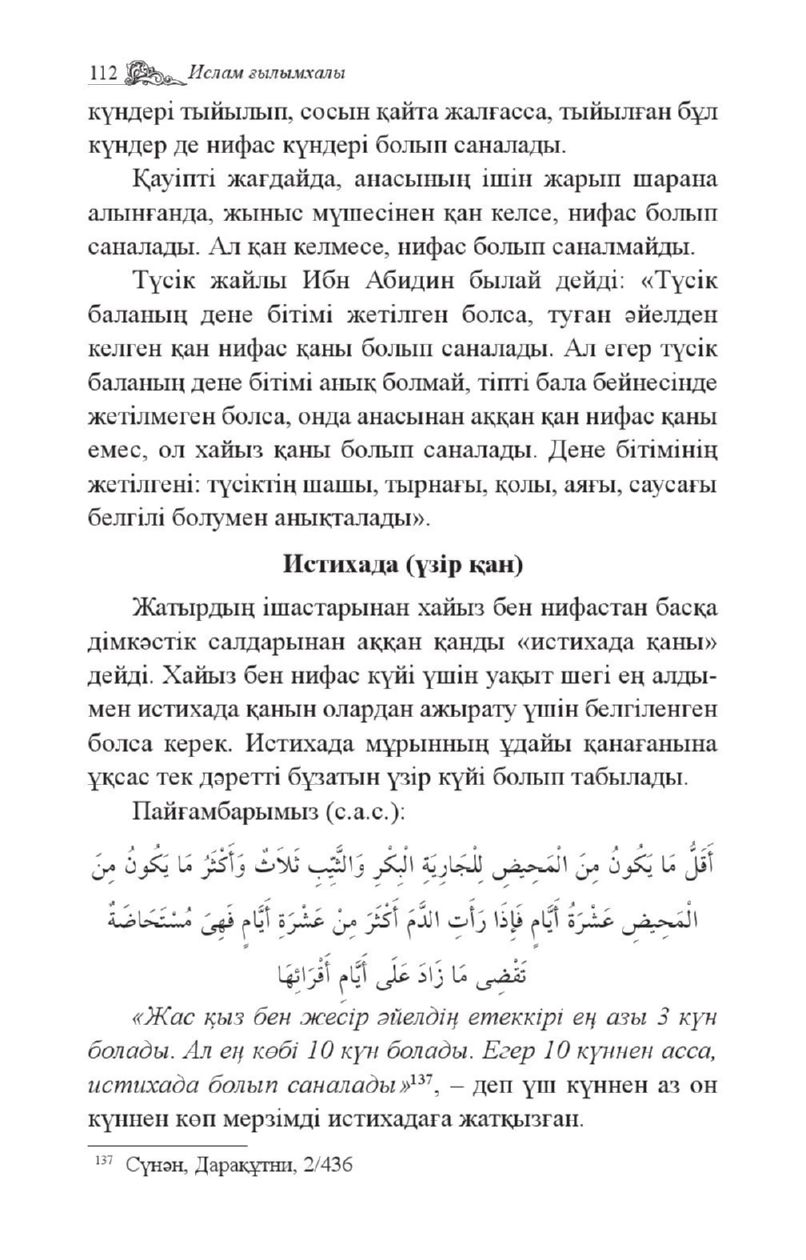 112 Ислам ғылымхалы
күндері тыйылып, сосын қайта жалғасса, тыйылған бұл
күндер де нифас күндері болып саналады.
Қауіпті жағдайда, анасының ішін жарып шарана
алынғанда, жыныс мүшесінен қан келсе, нифас болып
саналады. Ал қан келмесе, нифас болып саналмайды.
Түсік жайлы Ибн Абидин былай дейді: «Түсік
баланың дене бітімі жетілген болса, туған әйелден
келген қан нифас қаны болып саналады. Ал егер түсік
баланың дене бітімі анық болмай, тіпті бала бейнесінде
жетілмеген болса, онда анасынан аққан қан нифас қаны
емес, ол хайыз қаны болып саналады. Дене бітімінің
жетілгені: түсіктің шашы, тырнағы, қолы, аяғы, саусағы
белгілі болумен анықталады».
Истихада (үзір қан)
Жатырдың ішастарынан хайыз бен нифастан басқа
дімкәстік салдарынан аққан қанды «истихада қаны»
дейді. Хайыз бен нифас күйі үшін уақыт шегі ең алды-
мен истихада қанын олардан ажырату үшін белгіленген
болса керек. Истихада мұрынның ұдайы қанағанына
ұқсас тек дәретті бұзатын үзір күйі болып табылады.
Пайғамбарымыз (с.а.с.):
أَقَلُّ مَا يَكُونُ مِنَ الْمَحِيضِ لِلْجَارِيَةِ الْبِكْرِ وَالثَّيِّبِ ثَلاَثٌ وَأَكْثَرُ مَا يَكُونُ مِنَ
الْمَحِيضِ عَشْرَةُ أَيَّامٍ فَإِذَا رَأَتِ الدَّمَ أَكْثَرَ مِنْ عَشْرَةِ أَيَّامٍ فَهِىَ مُسْتَحَاضَةٌ
تَقْضِى مَا زَادَ عَلَى أَيَّامِ أَقْرَائِهَا
«Жас қыз бен жесір әйелдің етеккірі ең азы 3 күн
болады. Ал ең көбі 10 күн болады. Егер 10 күннен асса,
истихада болып саналады»¹³⁷, – деп үш күннен аз он
күннен көп мерзімді истихадаға жатқызған.
¹³⁷ Сүнән, Дарақұтни, 2/436